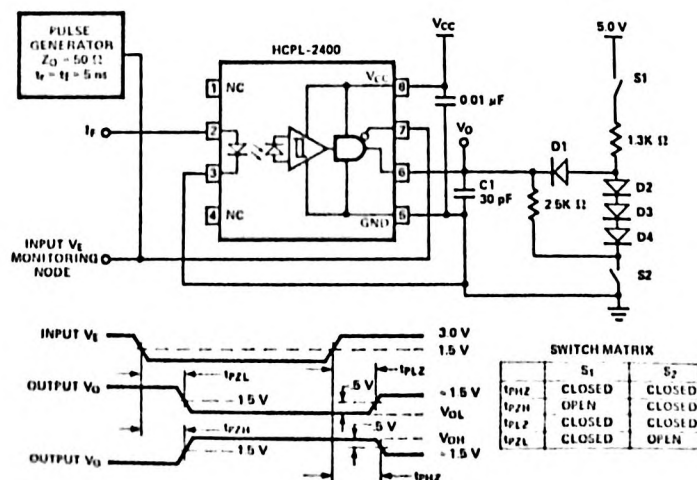 PULSE
GENERATOR
Z₀ = 50 Ω
tr = tf = 5 ns
HCPL-2400
1 NC
2
3
4 NC
VCC 8
7
6
GND 5
IF
INPUT VE
MONITORING
NODE
VCC
0.01 µF
VO
C1
30 pF
D1
2.5K Ω
5.0 V
S1
1.3K Ω
D2
D3
D4
S2
INPUT VE
3.0 V
1.5 V
tPZL
tPLZ
OUTPUT VO
1.5 V
.5 V
≈ 1.5 V
VOL
tPZH
.5 V
VOH
OUTPUT VO
1.5 V
≈ 1.5 V
tPHZ
SWITCH MATRIX
S1 S2
tPHZ CLOSED CLOSED
tPZH OPEN CLOSED
tPLZ CLOSED CLOSED
tPZL CLOSED OPEN